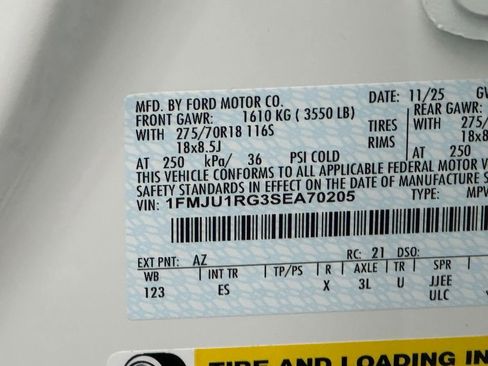 MFD. BY FORD MOTOR CO.
DATE: 11/25
GV
FRONT GAWR: 1610 KG ( 3550 LB)
REAR GAWR:
WITH 275/70R18 116S
TIRES
275/
18x8.5J
RIMS
18x
AT 250 kPa/ 36 PSI COLD
AT 250
THIS VEHICLE CONFORMS TO ALL APPLICABLE FEDERAL MOTOR V
SAFETY STANDARDS IN EFFECT ON THE DATE OF MANUFACTURE S
VIN: 1FMJU1RG3SEA70205
TYPE: MPV
EXT PNT: AZ
RC: 21 DSO:
WB INT TR TP/PS R AXLE TR SPR
123 ES X 3L U JJEE
ULC
TIRE AND LOADING IN